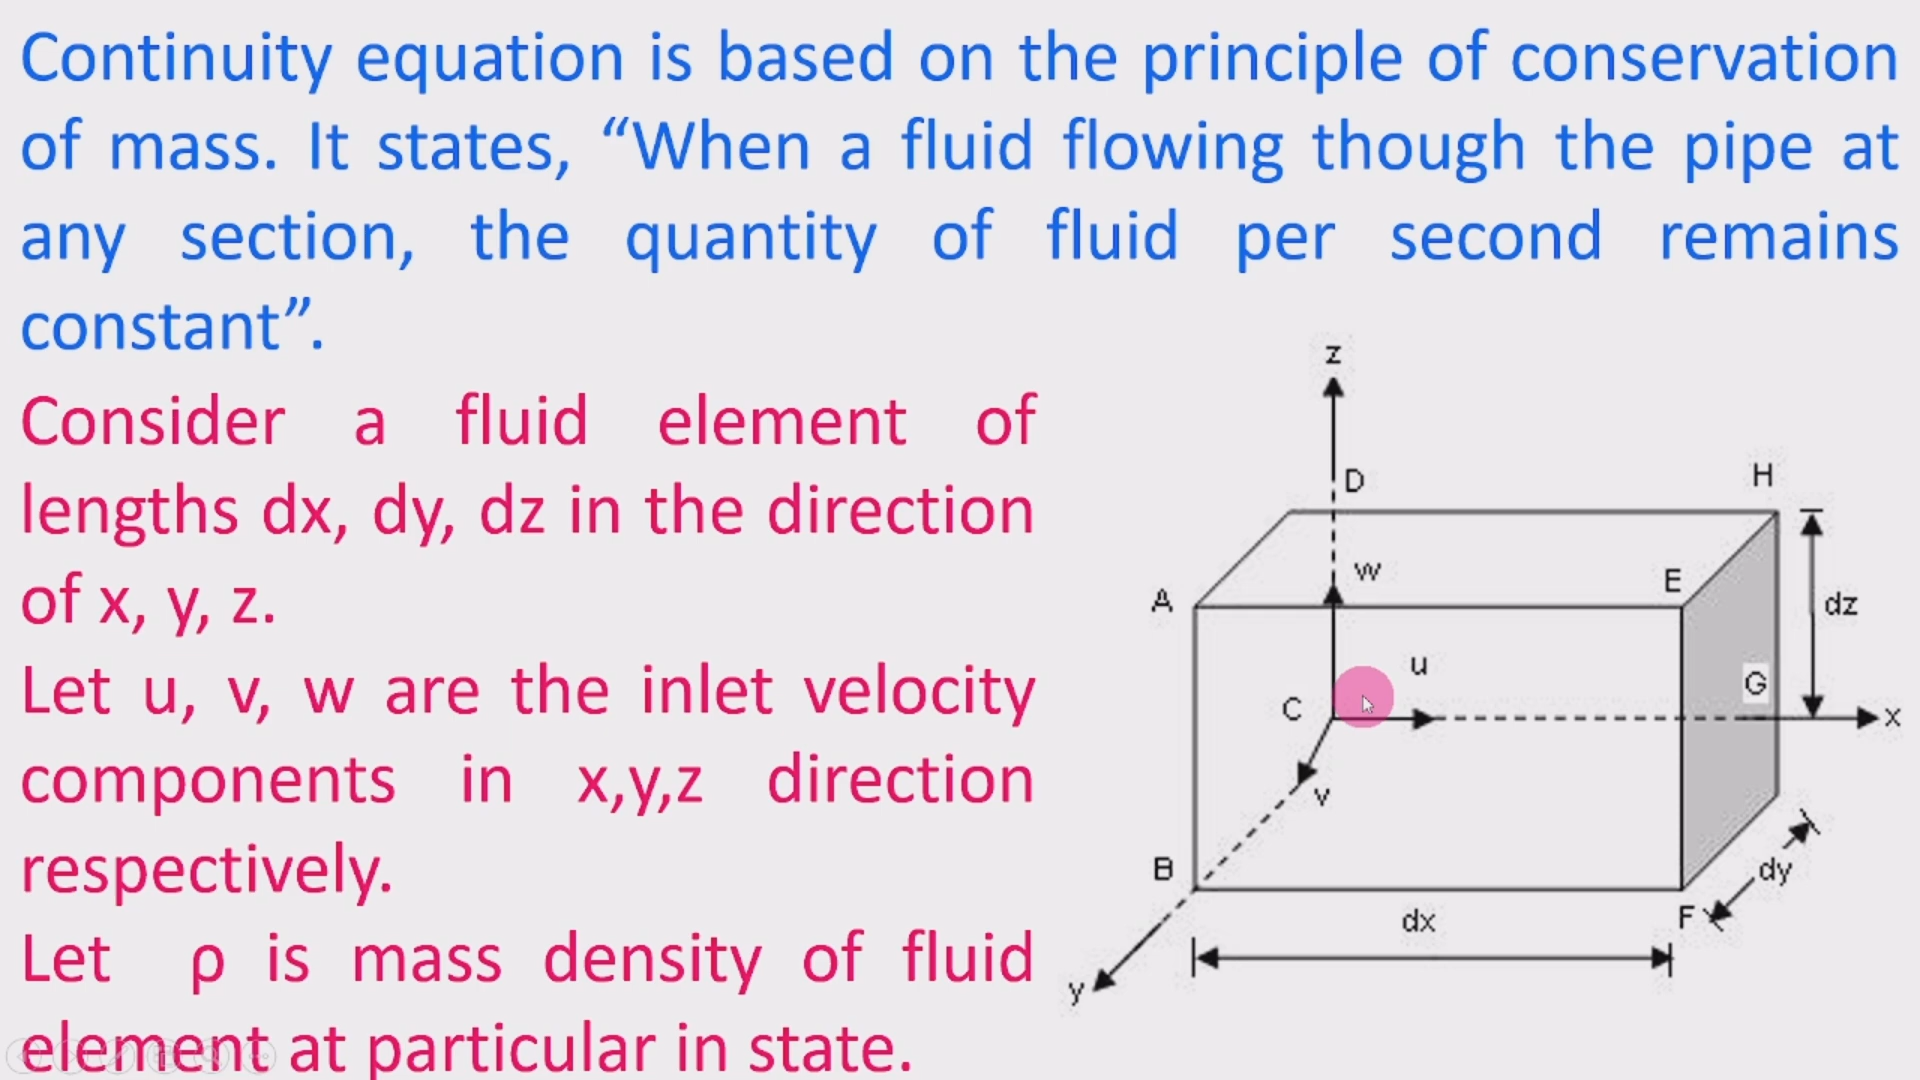 Continuity equation is based on the principle of conservation
of mass. It states, “When a fluid flowing though the pipe at
any section, the quantity of fluid per second remains
constant”.
Consider a fluid element of
lengths dx, dy, dz in the direction
of x, y, z.
Let u, v, w are the inlet velocity
components in x,y,z direction
respectively.
Let ρ is mass density of fluid
element at particular in state.
z
D
H
w
A
E
dz
u
C
G
x
v
B
dy
dx
F
y